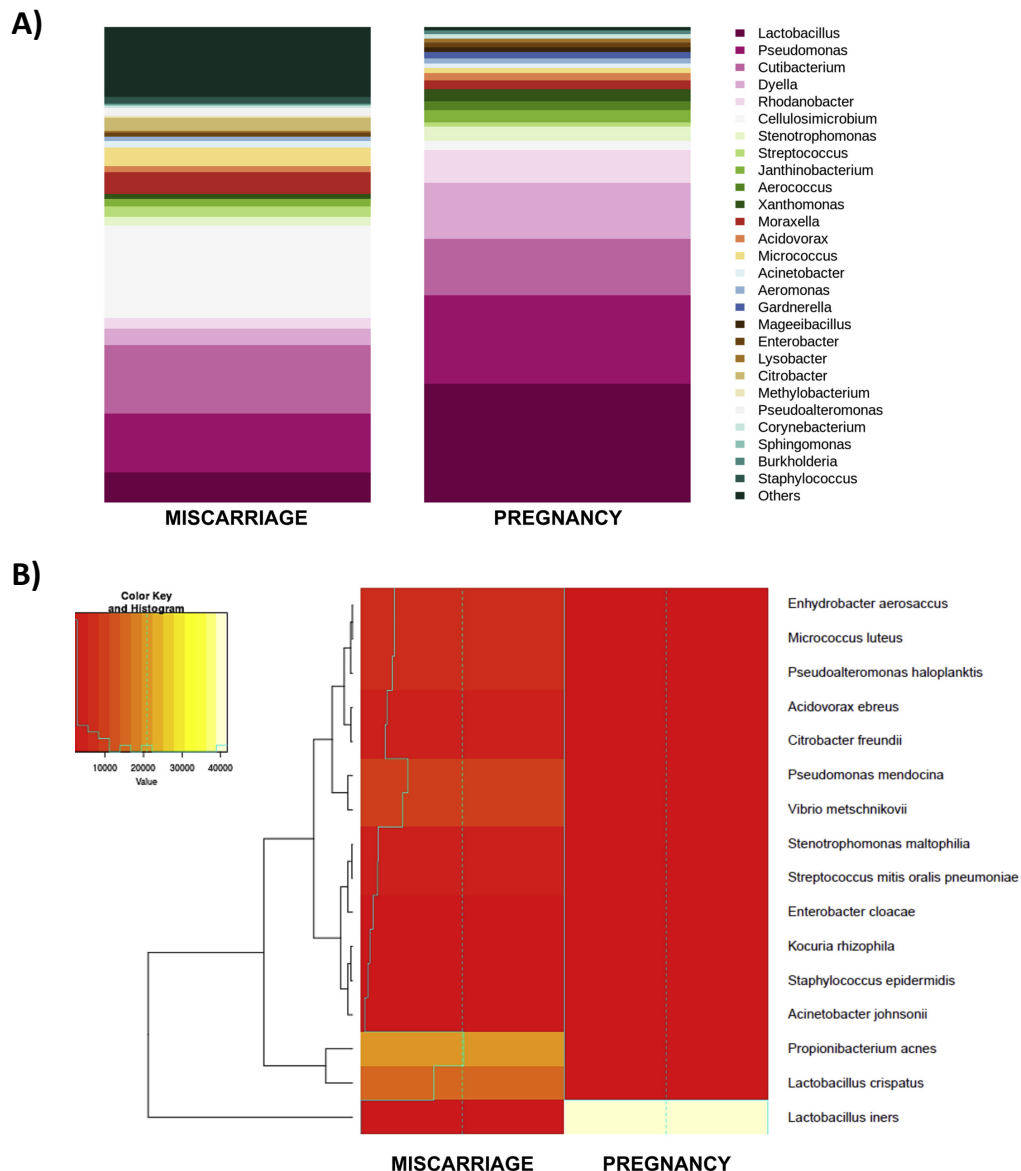 A)
Lactobacillus
Pseudomonas
Cutibacterium
Dyella
Rhodanobacter
Cellulosimicrobium
Stenotrophomonas
Streptococcus
Janthinobacterium
Aerococcus
Xanthomonas
Moraxella
Acidovorax
Micrococcus
Acinetobacter
Aeromonas
Gardnerella
Mageeibacillus
Enterobacter
Lysobacter
Citrobacter
Methylobacterium
Pseudoalteromonas
Corynebacterium
Sphingomonas
Burkholderia
Staphylococcus
Others
MISCARRIAGE PREGNANCY
B)
Color Key
and Histogram
10000 20000 30000 40000
Value
Enhydrobacter aerosaccus
Micrococcus luteus
Pseudoalteromonas haloplanktis
Acidovorax ebreus
Citrobacter freundii
Pseudomonas mendocina
Vibrio metschnikovii
Stenotrophomonas maltophilia
Streptococcus mitis oralis pneumoniae
Enterobacter cloacae
Kocuria rhizophila
Staphylococcus epidermidis
Acinetobacter johnsonii
Propionibacterium acnes
Lactobacillus crispatus
Lactobacillus iners
MISCARRIAGE PREGNANCY